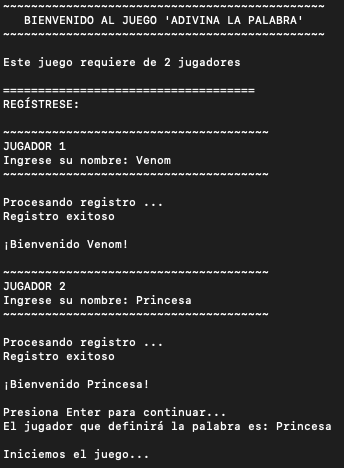 ~~~~~~~~~~~~~~~~~~~~~~~~~~~~~~~~~~~~~~~~~~~~~~
BIENVENIDO AL JUEGO 'ADIVINA LA PALABRA'
~~~~~~~~~~~~~~~~~~~~~~~~~~~~~~~~~~~~~~~~~~~~~~
Este juego requiere de 2 jugadores
====================================
REGÍSTRESE:
~~~~~~~~~~~~~~~~~~~~~~~~~~~~~~~~~~~~~~
JUGADOR 1
Ingrese su nombre: Venom
~~~~~~~~~~~~~~~~~~~~~~~~~~~~~~~~~~~~~~
Procesando registro ...
Registro exitoso
¡Bienvenido Venom!
~~~~~~~~~~~~~~~~~~~~~~~~~~~~~~~~~~~~~~
JUGADOR 2
Ingrese su nombre: Princesa
~~~~~~~~~~~~~~~~~~~~~~~~~~~~~~~~~~~~~~
Procesando registro ...
Registro exitoso
¡Bienvenido Princesa!
Presiona Enter para continuar...
El jugador que definirá la palabra es: Princesa
Iniciemos el juego...